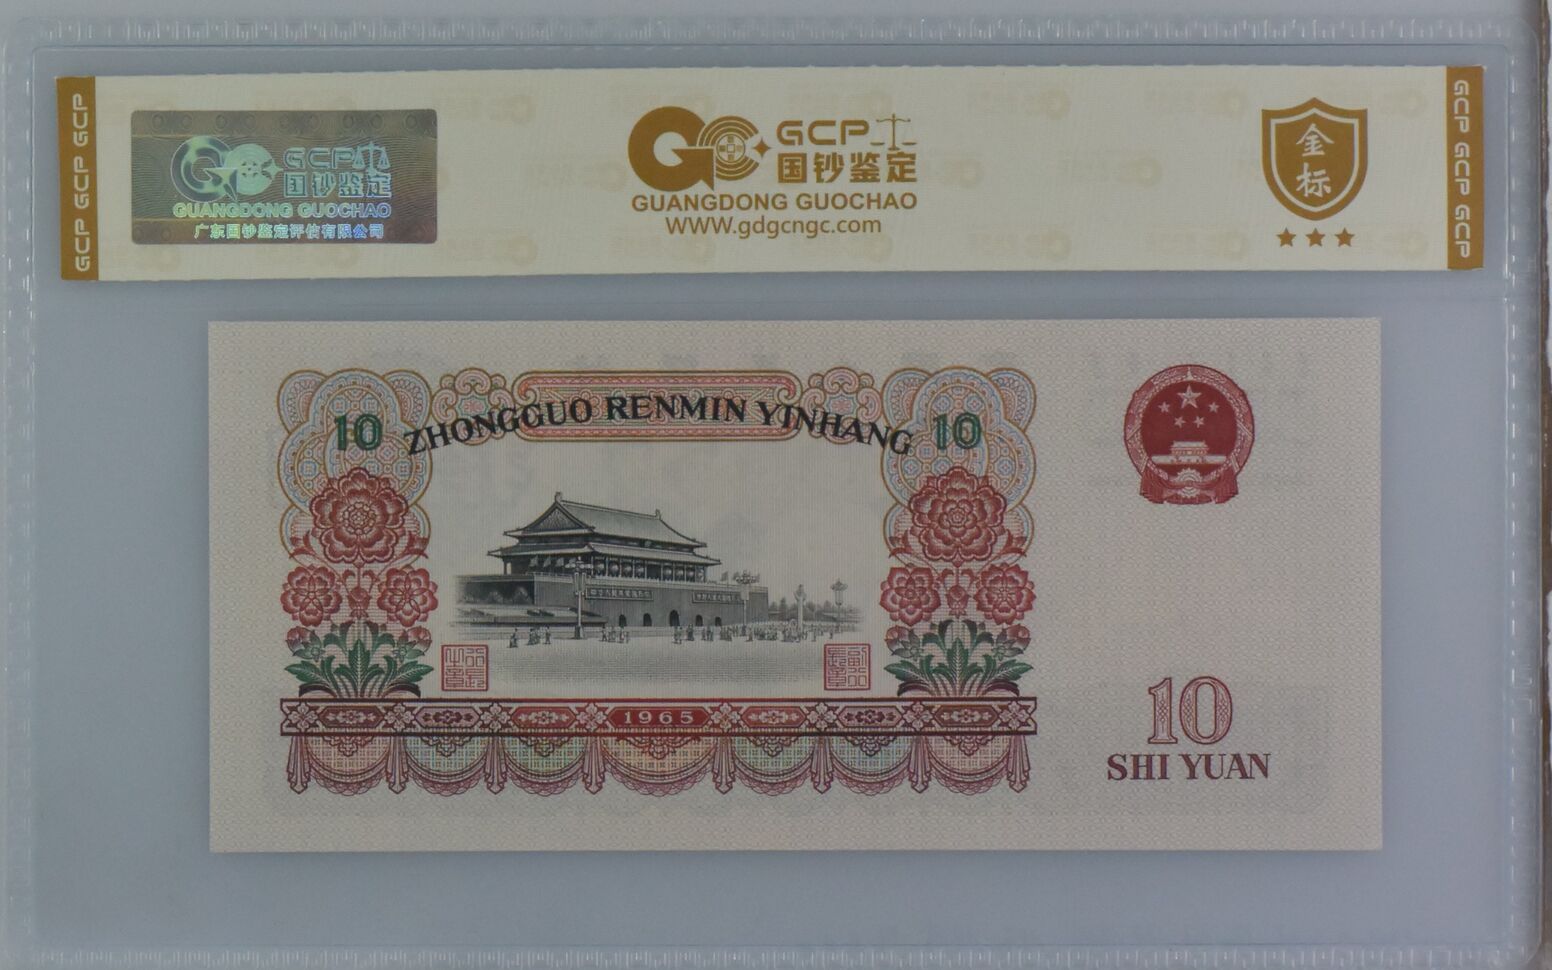 GCP GCP GCP
GCP
国钞鉴定
GUANGDONG GUOCHAO
广东国钞鉴定评估有限公司
GCP
国钞鉴定
GUANGDONG GUOCHAO
WWW.gdgcngc.com
金标
GCP GCP GCP
10 ZHONGGUO RENMIN YINHANG 10
1965
10
SHI YUAN